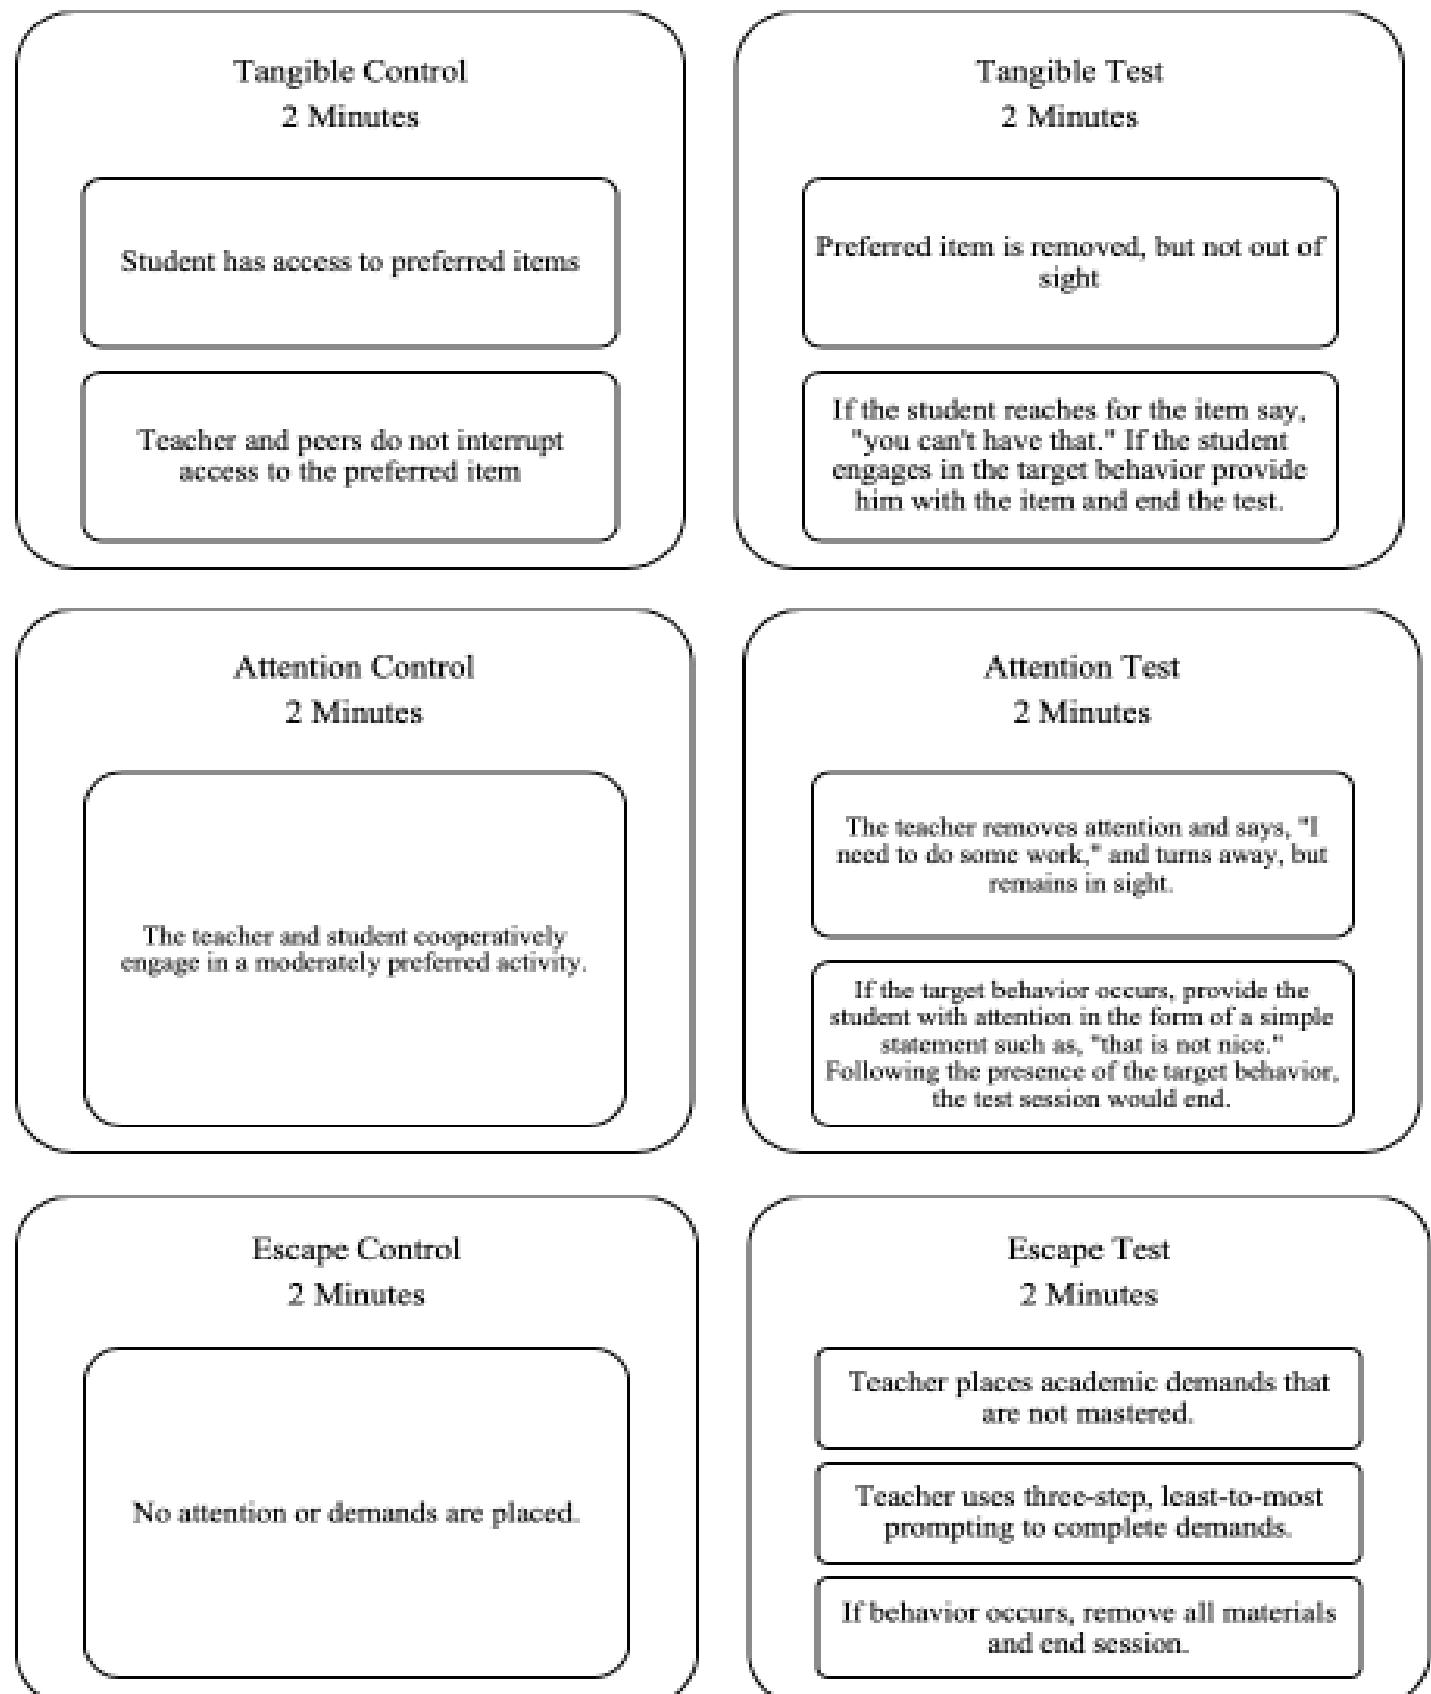 Tangible Control
2 Minutes
Student has access to preferred items
Teacher and peers do not interrupt
access to the preferred item
Tangible Test
2 Minutes
Preferred item is removed, but not out of
sight
If the student reaches for the item say,
"you can't have that." If the student
engages in the target behavior provide
him with the item and end the test.
Attention Control
2 Minutes
The teacher and student cooperatively
engage in a moderately preferred activity.
Attention Test
2 Minutes
The teacher removes attention and says, "I
need to do some work," and turns away, but
remains in sight.
If the target behavior occurs, provide the
student with attention in the form of a simple
statement such as, "that is not nice."
Following the presence of the target behavior,
the test session would end.
Escape Control
2 Minutes
No attention or demands are placed.
Escape Test
2 Minutes
Teacher places academic demands that
are not mastered.
Teacher uses three-step, least-to-most
prompting to complete demands.
If behavior occurs, remove all materials
and end session.